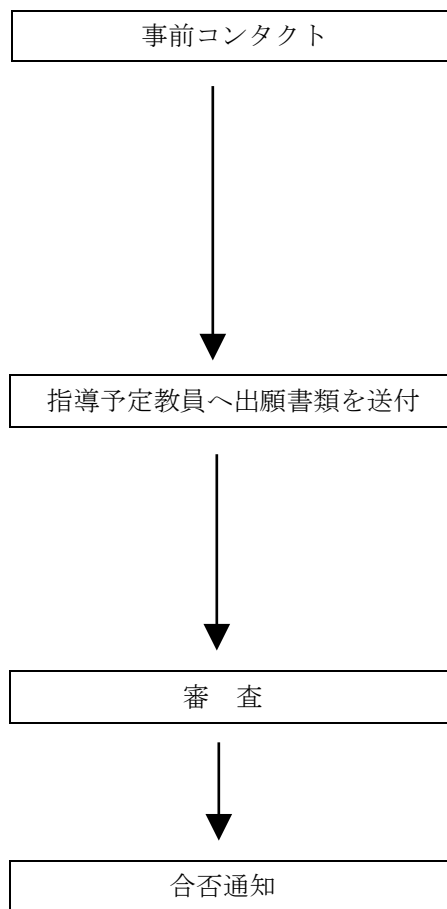 事前コンタクト
指導予定教員へ出願書類を送付
審　査
合否通知